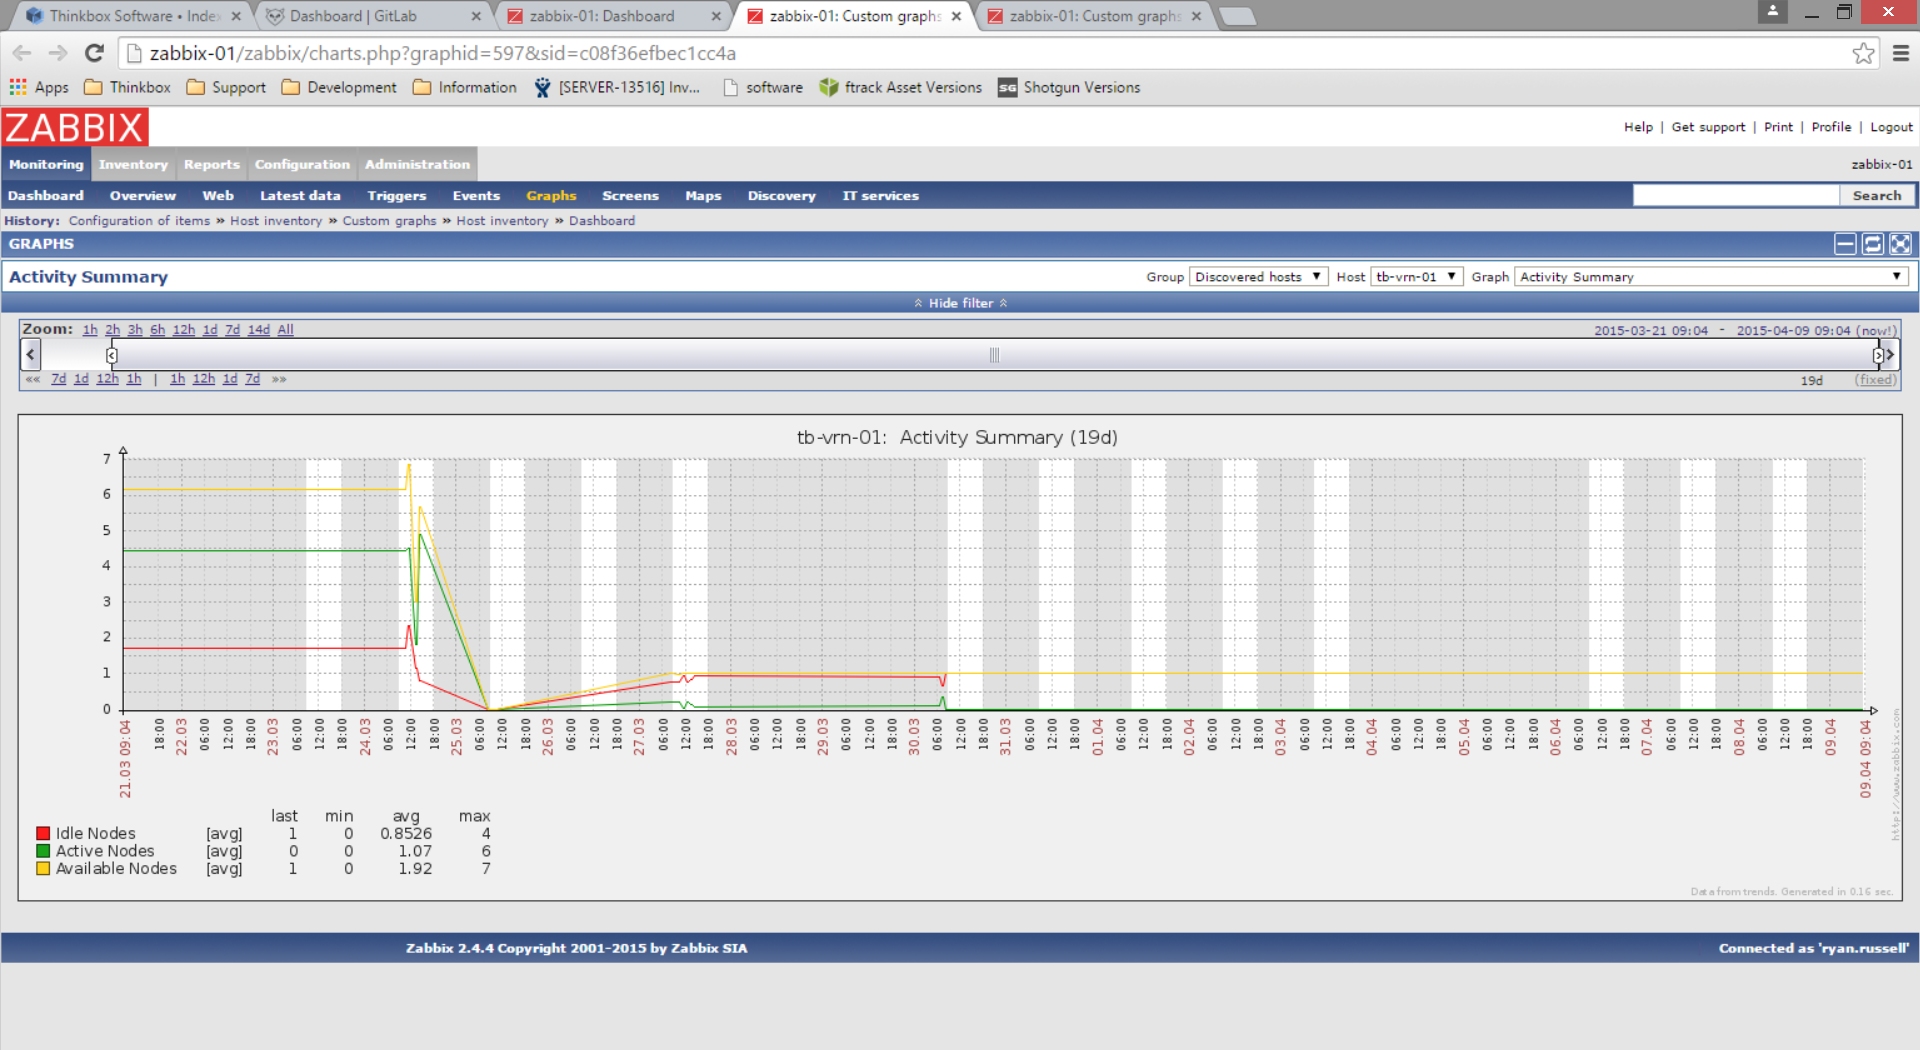 Thinkbox Software • Index
Dashboard | GitLab
zabbix-01: Dashboard
zabbix-01: Custom graphs
zabbix-01: Custom graphs
zabbix-01/zabbix/charts.php?graphid=597&sid=c08f36efbec1cc4a
Apps Thinkbox Support Development Information [SERVER-13516] Inv... software ftrack Asset Versions SG Shotgun Versions
ZABBIX
Help | Get support | Print | Profile | Logout
Monitoring Inventory Reports Configuration Administration zabbix-01
Dashboard Overview Web Latest data Triggers Events Graphs Screens Maps Discovery IT services Search
History: Configuration of items » Host inventory » Custom graphs » Host inventory » Dashboard
GRAPHS
Activity Summary Group Discovered hosts ▼ Host tb-vrn-01 ▼ Graph Activity Summary ▼
Hide filter
Zoom: 1h 2h 3h 6h 12h 1d 7d 14d All 2015-03-21 09:04 - 2015-04-09 09:04 (now!)
«« 7d 1d 12h 1h | 1h 12h 1d 7d »» 19d (fixed)
tb-vrn-01: Activity Summary (19d)
7
6
5
4
3
2
1
0
21.03 09:04 18:00 22.03 06:00 12:00 18:00 23.03 06:00 12:00 18:00 24.03 06:00 12:00 18:00 25.03 06:00 12:00 18:00 26.03 06:00 12:00 18:00 27.03 06:00 12:00 18:00 28.03 06:00 12:00 18:00 29.03 06:00 12:00 18:00 30.03 06:00 12:00 18:00 31.03 06:00 12:00 18:00 01.04 06:00 12:00 18:00 02.04 06:00 12:00 18:00 03.04 06:00 12:00 18:00 04.04 06:00 12:00 18:00 05.04 06:00 12:00 18:00 06.04 06:00 12:00 18:00 07.04 06:00 12:00 18:00 08.04 06:00 12:00 18:00 09.04 09.04 09:04
http://www.zabbix.com
last min avg max
Idle Nodes [avg] 1 0 0.8526 4
Active Nodes [avg] 0 0 1.07 6
Available Nodes [avg] 1 0 1.92 7
Data from trends. Generated in 0.16 sec.
Zabbix 2.4.4 Copyright 2001-2015 by Zabbix SIA Connected as 'ryan.russell'